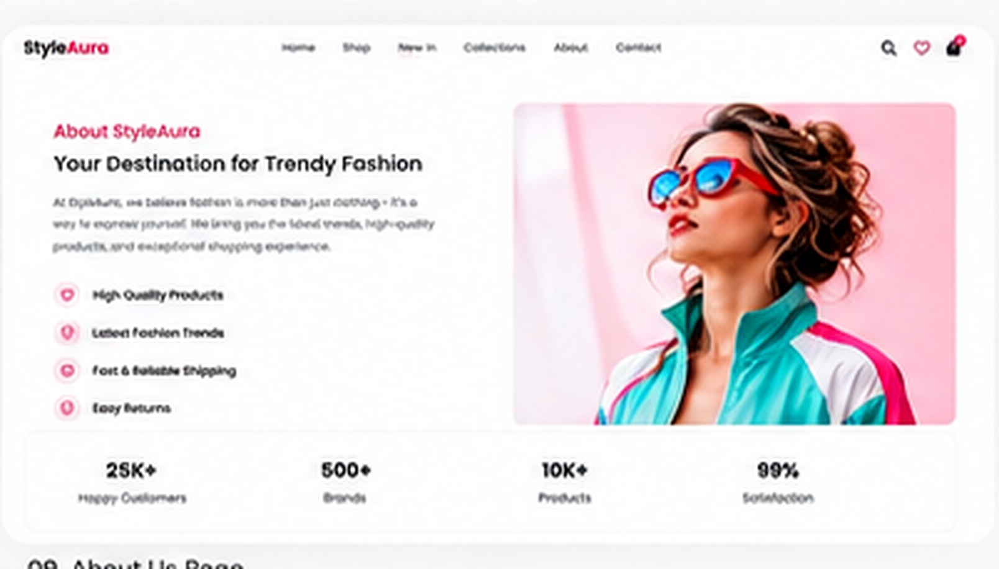 StyleAura
Home Shop New In Collections About Contact
About StyleAura
Your Destination for Trendy Fashion
At StyleAura, we believe fashion is more than just clothing - it's a
way to express yourself. We bring you the latest trends, high-quality
products, and exceptional shopping experience.
High Quality Products
Latest Fashion Trends
Fast & Reliable Shipping
Easy Returns
25K+ 500+ 10K+ 99%
Happy Customers Brands Products Satisfaction
09. About Us Page